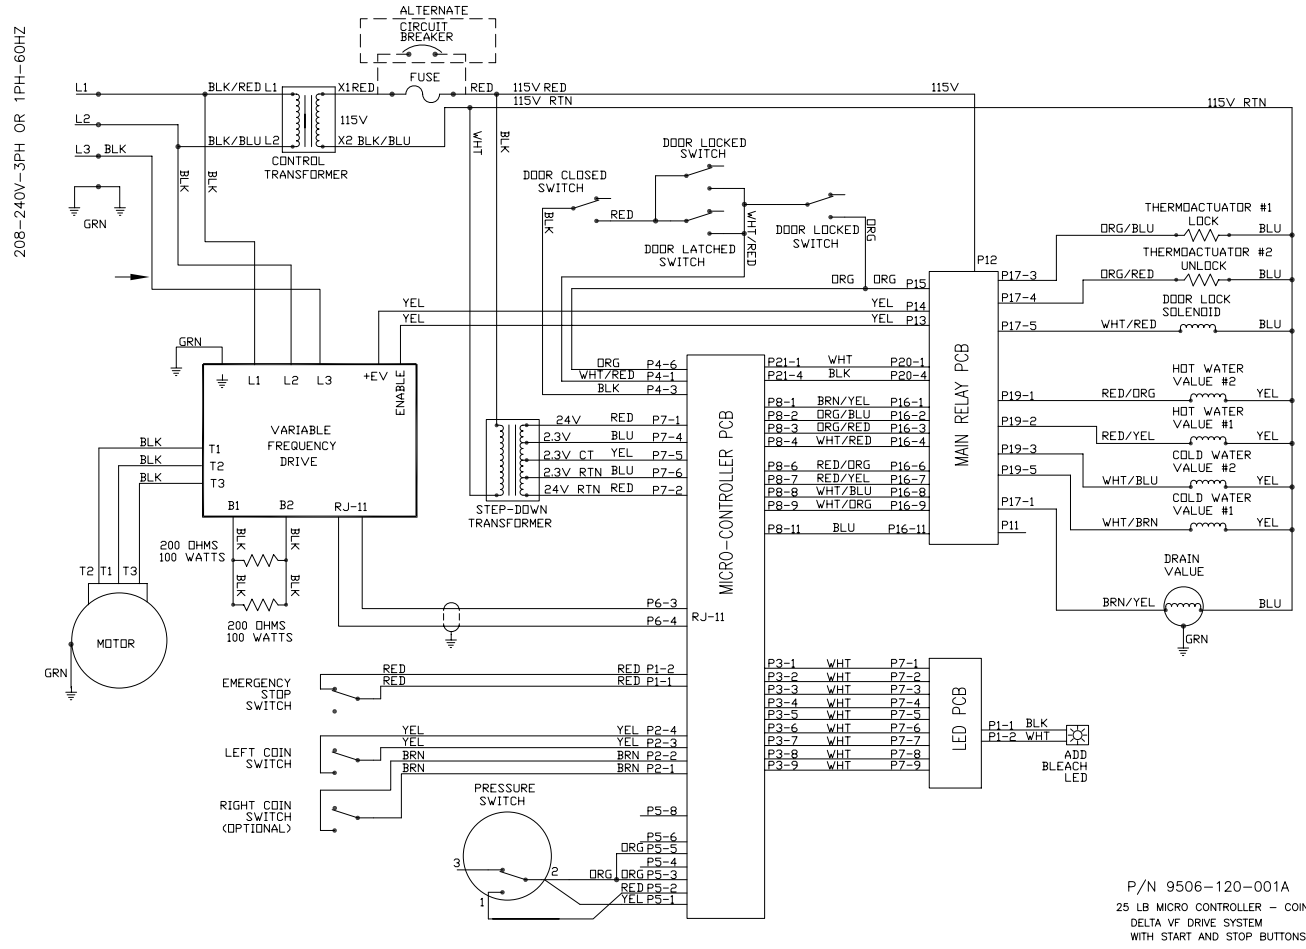 208-240V-3PH OR 1PH-60HZ
ALTERNATE
CIRCUIT
BREAKER
FUSE
L1
BLK/RED L1
X1 RED
RED
115V RED
115V
115V RTN
115V RTN
L2
115V
BLK/BLU L2
X2 BLK/BLU
L3 BLK
CONTROL
TRANSFORMER
WHT
BLK
BLK
BLK
GRN
DOOR LOCKED
SWITCH
DOOR CLOSED
SWITCH
BLK
RED
WHT/RED
DOOR LATCHED
SWITCH
DOOR LOCKED
SWITCH
ORG
THERMOACTUATOR #1
LOCK
ORG/BLU
BLU
THERMOACTUATOR #2
UNLOCK
ORG/RED
BLU
DOOR LOCK
SOLENOID
WHT/RED
BLU
HOT WATER
VALUE #2
RED/ORG
YEL
HOT WATER
VALUE #1
RED/YEL
YEL
COLD WATER
VALUE #2
WHT/BLU
YEL
COLD WATER
VALUE #1
WHT/BRN
YEL
DRAIN
VALUE
BRN/YEL
BLU
GRN
P12
ORG ORG P15
YEL YEL P14
YEL YEL P13
P17-3
P17-4
P17-5
P19-1
P19-2
P19-3
P19-5
P17-1
P11
MAIN RELAY PCB
GRN
L1 L2 L3 +EV ENABLE
VARIABLE
FREQUENCY
DRIVE
BLK T1
BLK T2
BLK T3
B1 B2 RJ-11
BLK BLK
200 OHMS
100 WATTS
BLK BLK
200 OHMS
100 WATTS
T2 T1 T3
MOTOR
GRN
ORG P4-6
WHT/RED P4-1
BLK P4-3
24V RED P7-1
2.3V BLU P7-4
2.3V CT YEL P7-5
2.3V RTN BLU P7-6
24V RTN RED P7-2
STEP-DOWN
TRANSFORMER
MICRO-CONTROLLER PCB
P21-1 WHT P20-1
P21-4 BLK P20-4
P8-1 BRN/YEL P16-1
P8-2 ORG/BLU P16-2
P8-3 ORG/RED P16-3
P8-4 WHT/RED P16-4
P8-6 RED/ORG P16-6
P8-7 RED/YEL P16-7
P8-8 WHT/BLU P16-8
P8-9 WHT/ORG P16-9
P8-11 BLU P16-11
P6-3
P6-4
RJ-11
EMERGENCY
STOP
SWITCH
RED RED P1-2
RED RED P1-1
LEFT COIN
SWITCH
YEL YEL P2-4
YEL YEL P2-3
BRN BRN P2-2
BRN BRN P2-1
RIGHT COIN
SWITCH
(OPTIONAL)
PRESSURE
SWITCH
3
2
1
P5-8
P5-6
ORG P5-5
P5-4
ORG ORG P5-3
RED P5-2
YEL P5-1
P3-1 WHT P7-1
P3-2 WHT P7-2
P3-3 WHT P7-3
P3-4 WHT P7-4
P3-5 WHT P7-5
P3-6 WHT P7-6
P3-7 WHT P7-7
P3-8 WHT P7-8
P3-9 WHT P7-9
LED PCB
P1-1 BLK
P1-2 WHT
ADD
BLEACH
LED
P/N 9506-120-001A
25 LB MICRO CONTROLLER - COIN
DELTA VF DRIVE SYSTEM
WITH START AND STOP BUTTONS